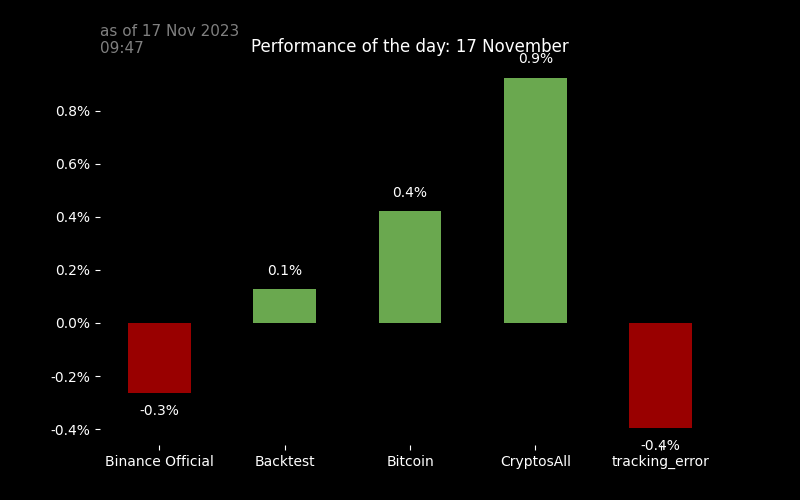 as of 17 Nov 2023
09:47
Performance of the day: 17 November
0.9%
0.8%
0.6%
0.4%
0.4%
0.2%
0.1%
0.0%
-0.2%
-0.3%
-0.4%
-0.4%
Binance Official
Backtest
Bitcoin
CryptosAll
tracking_error